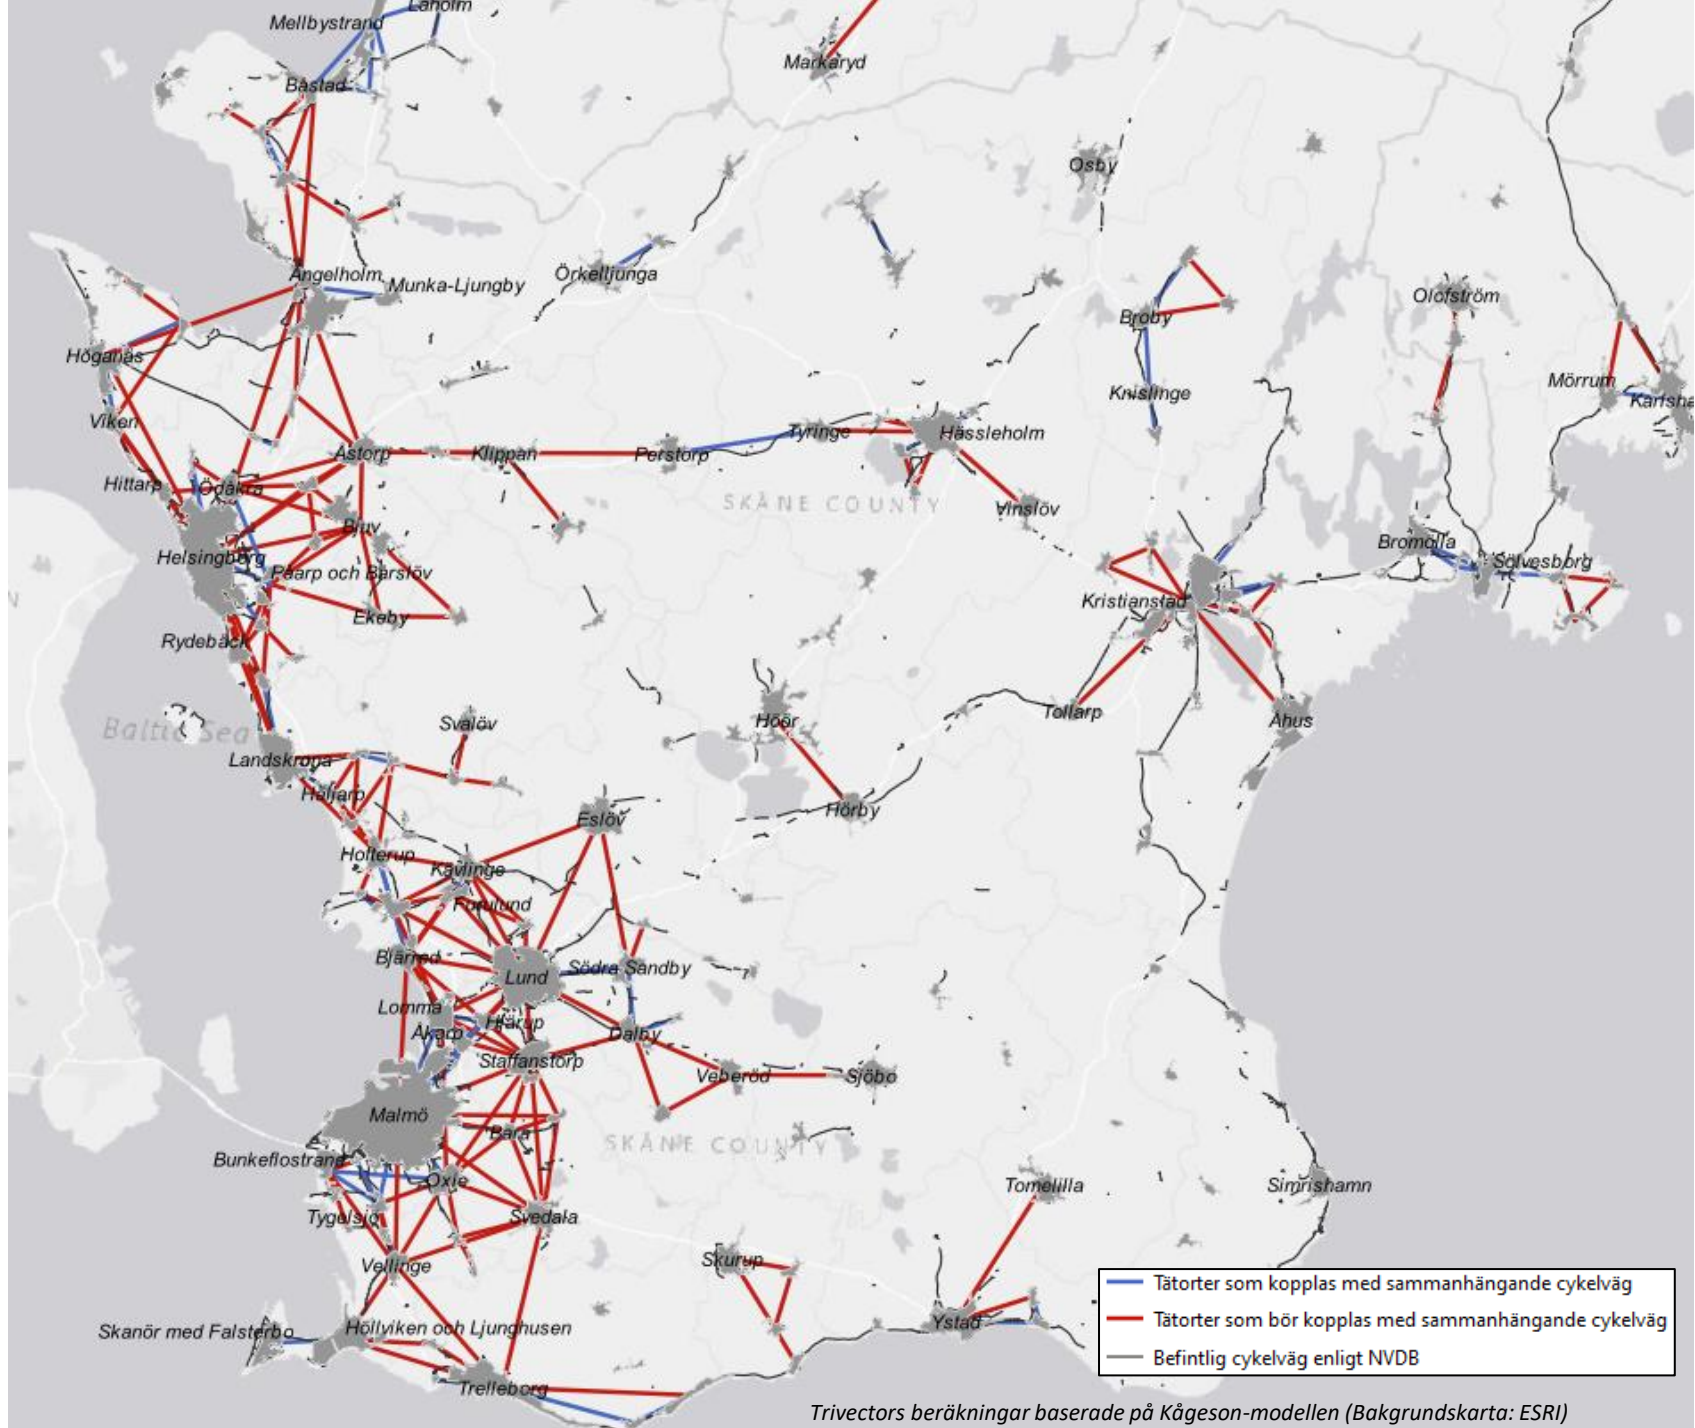 Laholm
Mellbystrand
Markaryd
Båstad
Osby
Ängelholm
Munka-Ljungby
Örkelljunga
Olofström
Broby
Höganäs
Mörrum
Karlsha
Knislinge
Viken
Tyringe
Hässleholm
Åstorp
Klippan
Perstorp
Hittarp
Ödåkra
SKÅNE COUNTY
Vinslöv
Bjuv
Bromölla
Helsingborg
Sölvesborg
Påarp och Bårslöv
Kristianstad
Ekeby
Rydebäck
Tollarp
Åhus
Höör
Svalöv
Baltic Sea
Landskrona
Häljarp
Hörby
Eslöv
Hofterup
Kävlinge
Furulund
Bjärred
Lund
Södra Sandby
Lomma
Hjärup
Åkarp
Dalby
Staffanstorp
Veberöd
Sjöbo
Malmö
Bara
SKÅNE COUNTY
Bunkeflostrand
Oxie
Tomelilla
Simrishamn
Tygelsjö
Svedala
Vellinge
Skurup
Tätorter som kopplas med sammanhängande cykelväg
Tätorter som bör kopplas med sammanhängande cykelväg
Befintlig cykelväg enligt NVDB
Ystad
Skanör med Falsterbo
Höllviken och Ljunghusen
Trelleborg
Trivectors beräkningar baserade på Kågeson-modellen (Bakgrundskarta: ESRI)